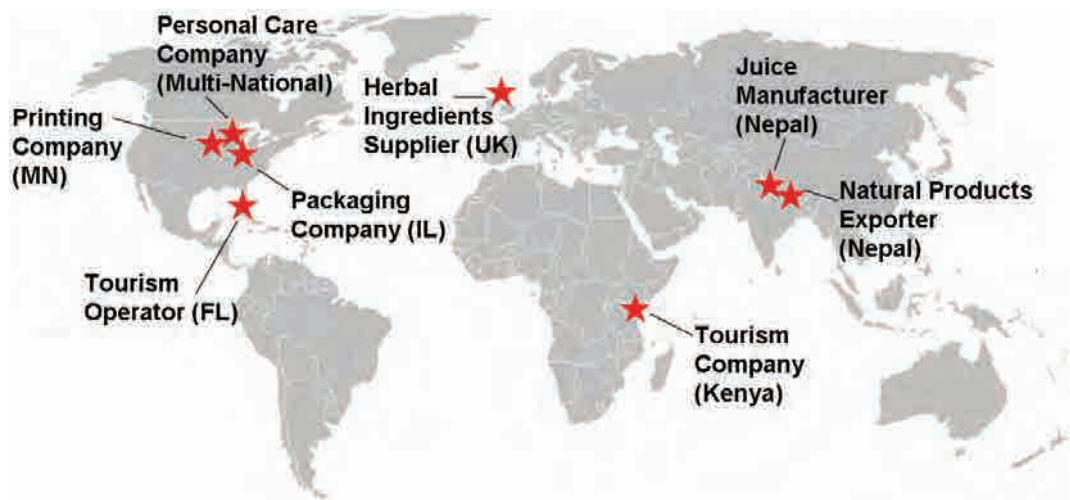 Personal Care
Company
(Multi-National)
Printing
Company
(MN)
Herbal
Ingredients
Supplier (UK)
Juice
Manufacturer
(Nepal)
Packaging
Company (IL)
Natural Products
Exporter
(Nepal)
Tourism
Operator (FL)
Tourism
Company
(Kenya)